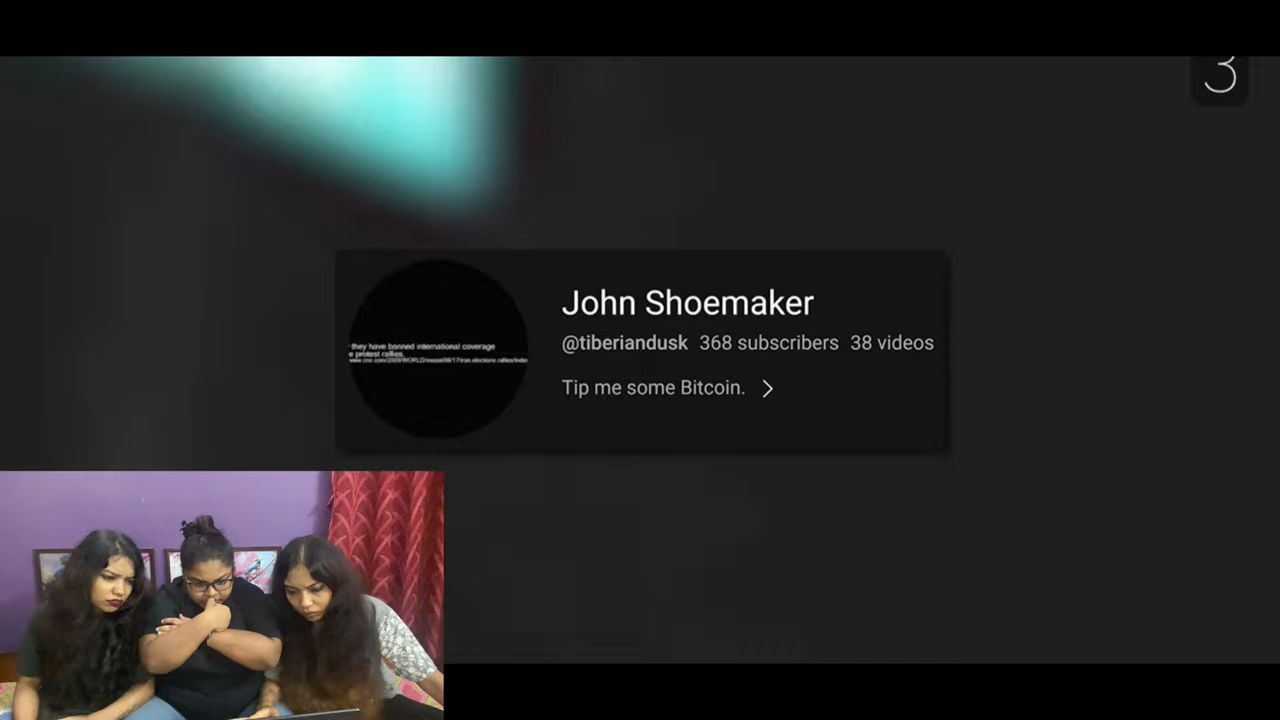 3
John Shoemaker
@tiberiandusk 368 subscribers 38 videos
they have banned international coverage
e protest rallies.
Tip me some Bitcoin.